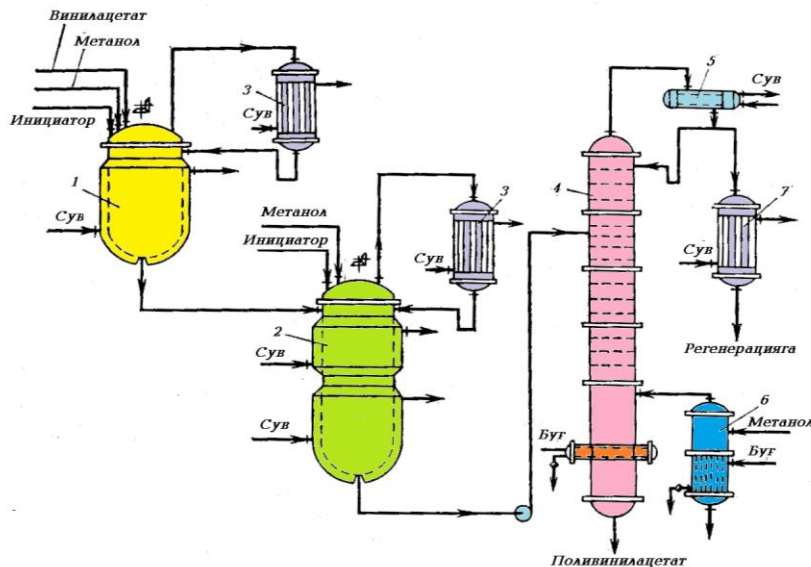 Винилацетат
Метанол
Инициатор
3
Сув
1
Сув
Метанол
Инициатор
3
Сув
2
Сув
Сув
5
Сув
4
7
Сув
Регенерацияга
6
Метанол
Буғ
Буғ
Поливинилацетат